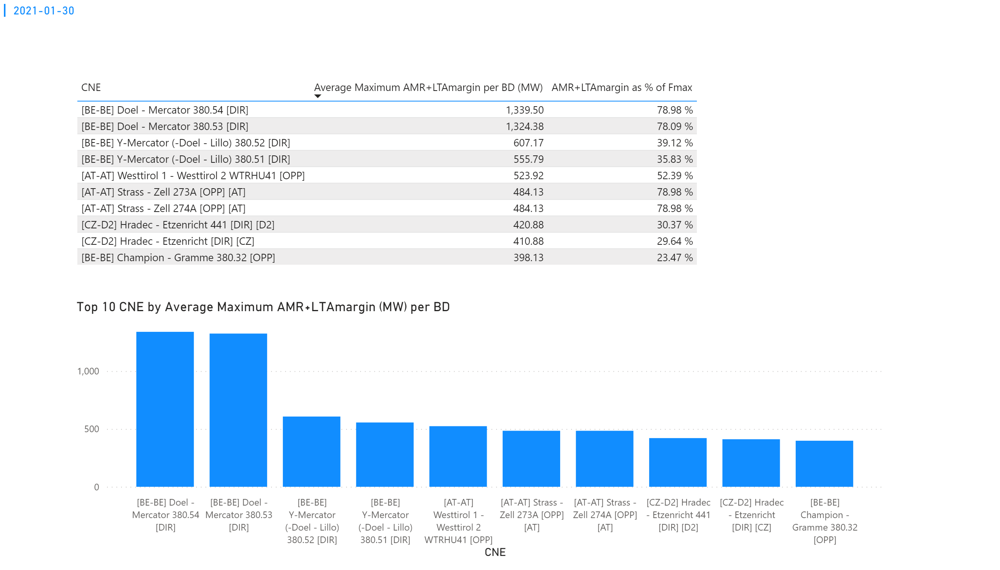 2021-01-30
CNE Average Maximum AMR+LTAmargin per BD (MW) AMR+LTAmargin as % of Fmax
[BE-BE] Doel - Mercator 380.54 [DIR] 1,339.50 78.98 %
[BE-BE] Doel - Mercator 380.53 [DIR] 1,324.38 78.09 %
[BE-BE] Y-Mercator (-Doel - Lillo) 380.52 [DIR] 607.17 39.12 %
[BE-BE] Y-Mercator (-Doel - Lillo) 380.51 [DIR] 555.79 35.83 %
[AT-AT] Westtirol 1 - Westtirol 2 WTRHU41 [OPP] 523.92 52.39 %
[AT-AT] Strass - Zell 273A [OPP] [AT] 484.13 78.98 %
[AT-AT] Strass - Zell 274A [OPP] [AT] 484.13 78.98 %
[CZ-D2] Hradec - Etzenricht 441 [DIR] [D2] 420.88 30.37 %
[CZ-D2] Hradec - Etzenricht [DIR] [CZ] 410.88 29.64 %
[BE-BE] Champion - Gramme 380.32 [OPP] 398.13 23.47 %
Top 10 CNE by Average Maximum AMR+LTAmargin (MW) per BD
1,000
500
0
[BE-BE] Doel -
Mercator 380.54
[DIR]
[BE-BE] Doel -
Mercator 380.53
[DIR]
[BE-BE]
Y-Mercator
(-Doel - Lillo)
380.52 [DIR]
[BE-BE]
Y-Mercator
(-Doel - Lillo)
380.51 [DIR]
[AT-AT]
Westtirol 1 -
Westtirol 2
WTRHU41 [OPP]
[AT-AT] Strass -
Zell 273A [OPP]
[AT]
[AT-AT] Strass -
Zell 274A [OPP]
[AT]
[CZ-D2] Hradec
- Etzenricht 441
[DIR] [D2]
[CZ-D2] Hradec
- Etzenricht
[DIR] [CZ]
[BE-BE]
Champion -
Gramme 380.32
[OPP]
CNE